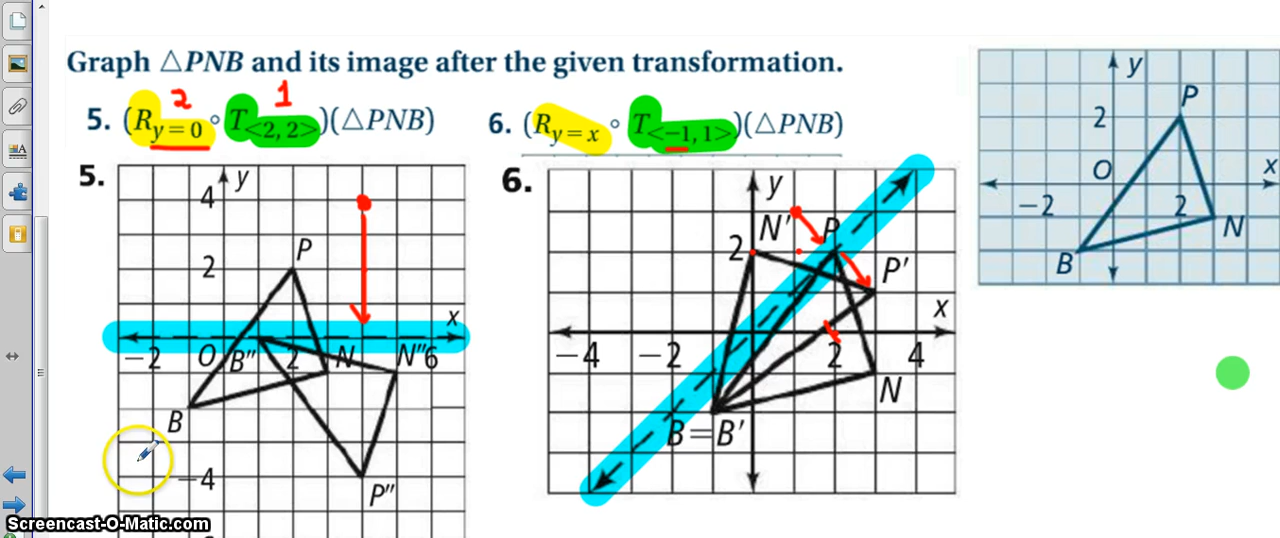 Graph △PNB and its image after the given transformation.
2 1
5. (R_{y=0} ∘ T_{<2, 2>})(△PNB)
6. (R_{y=x} ∘ T_{<−1, 1>})(△PNB)
5.
4 y
2 P
x
−2 O B″ 2 N N″ 6
B
−4
P″
6.
y
N′ P
2
P′
x
−4 −2 2 4
N
B=B′
y
P
2
O x
−2 2
N
B
AA
Screencast-O-Matic.com